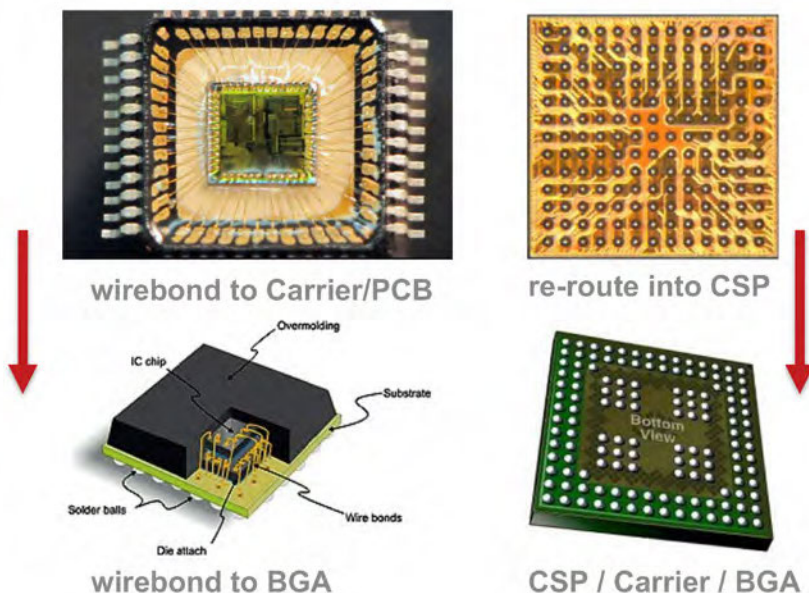 wirebond to Carrier/PCB
re-route into CSP
Overmolding
IC chip
Substrate
Solder balls
Wire bonds
Die attach
Bottom
View
wirebond to BGA
CSP / Carrier / BGA